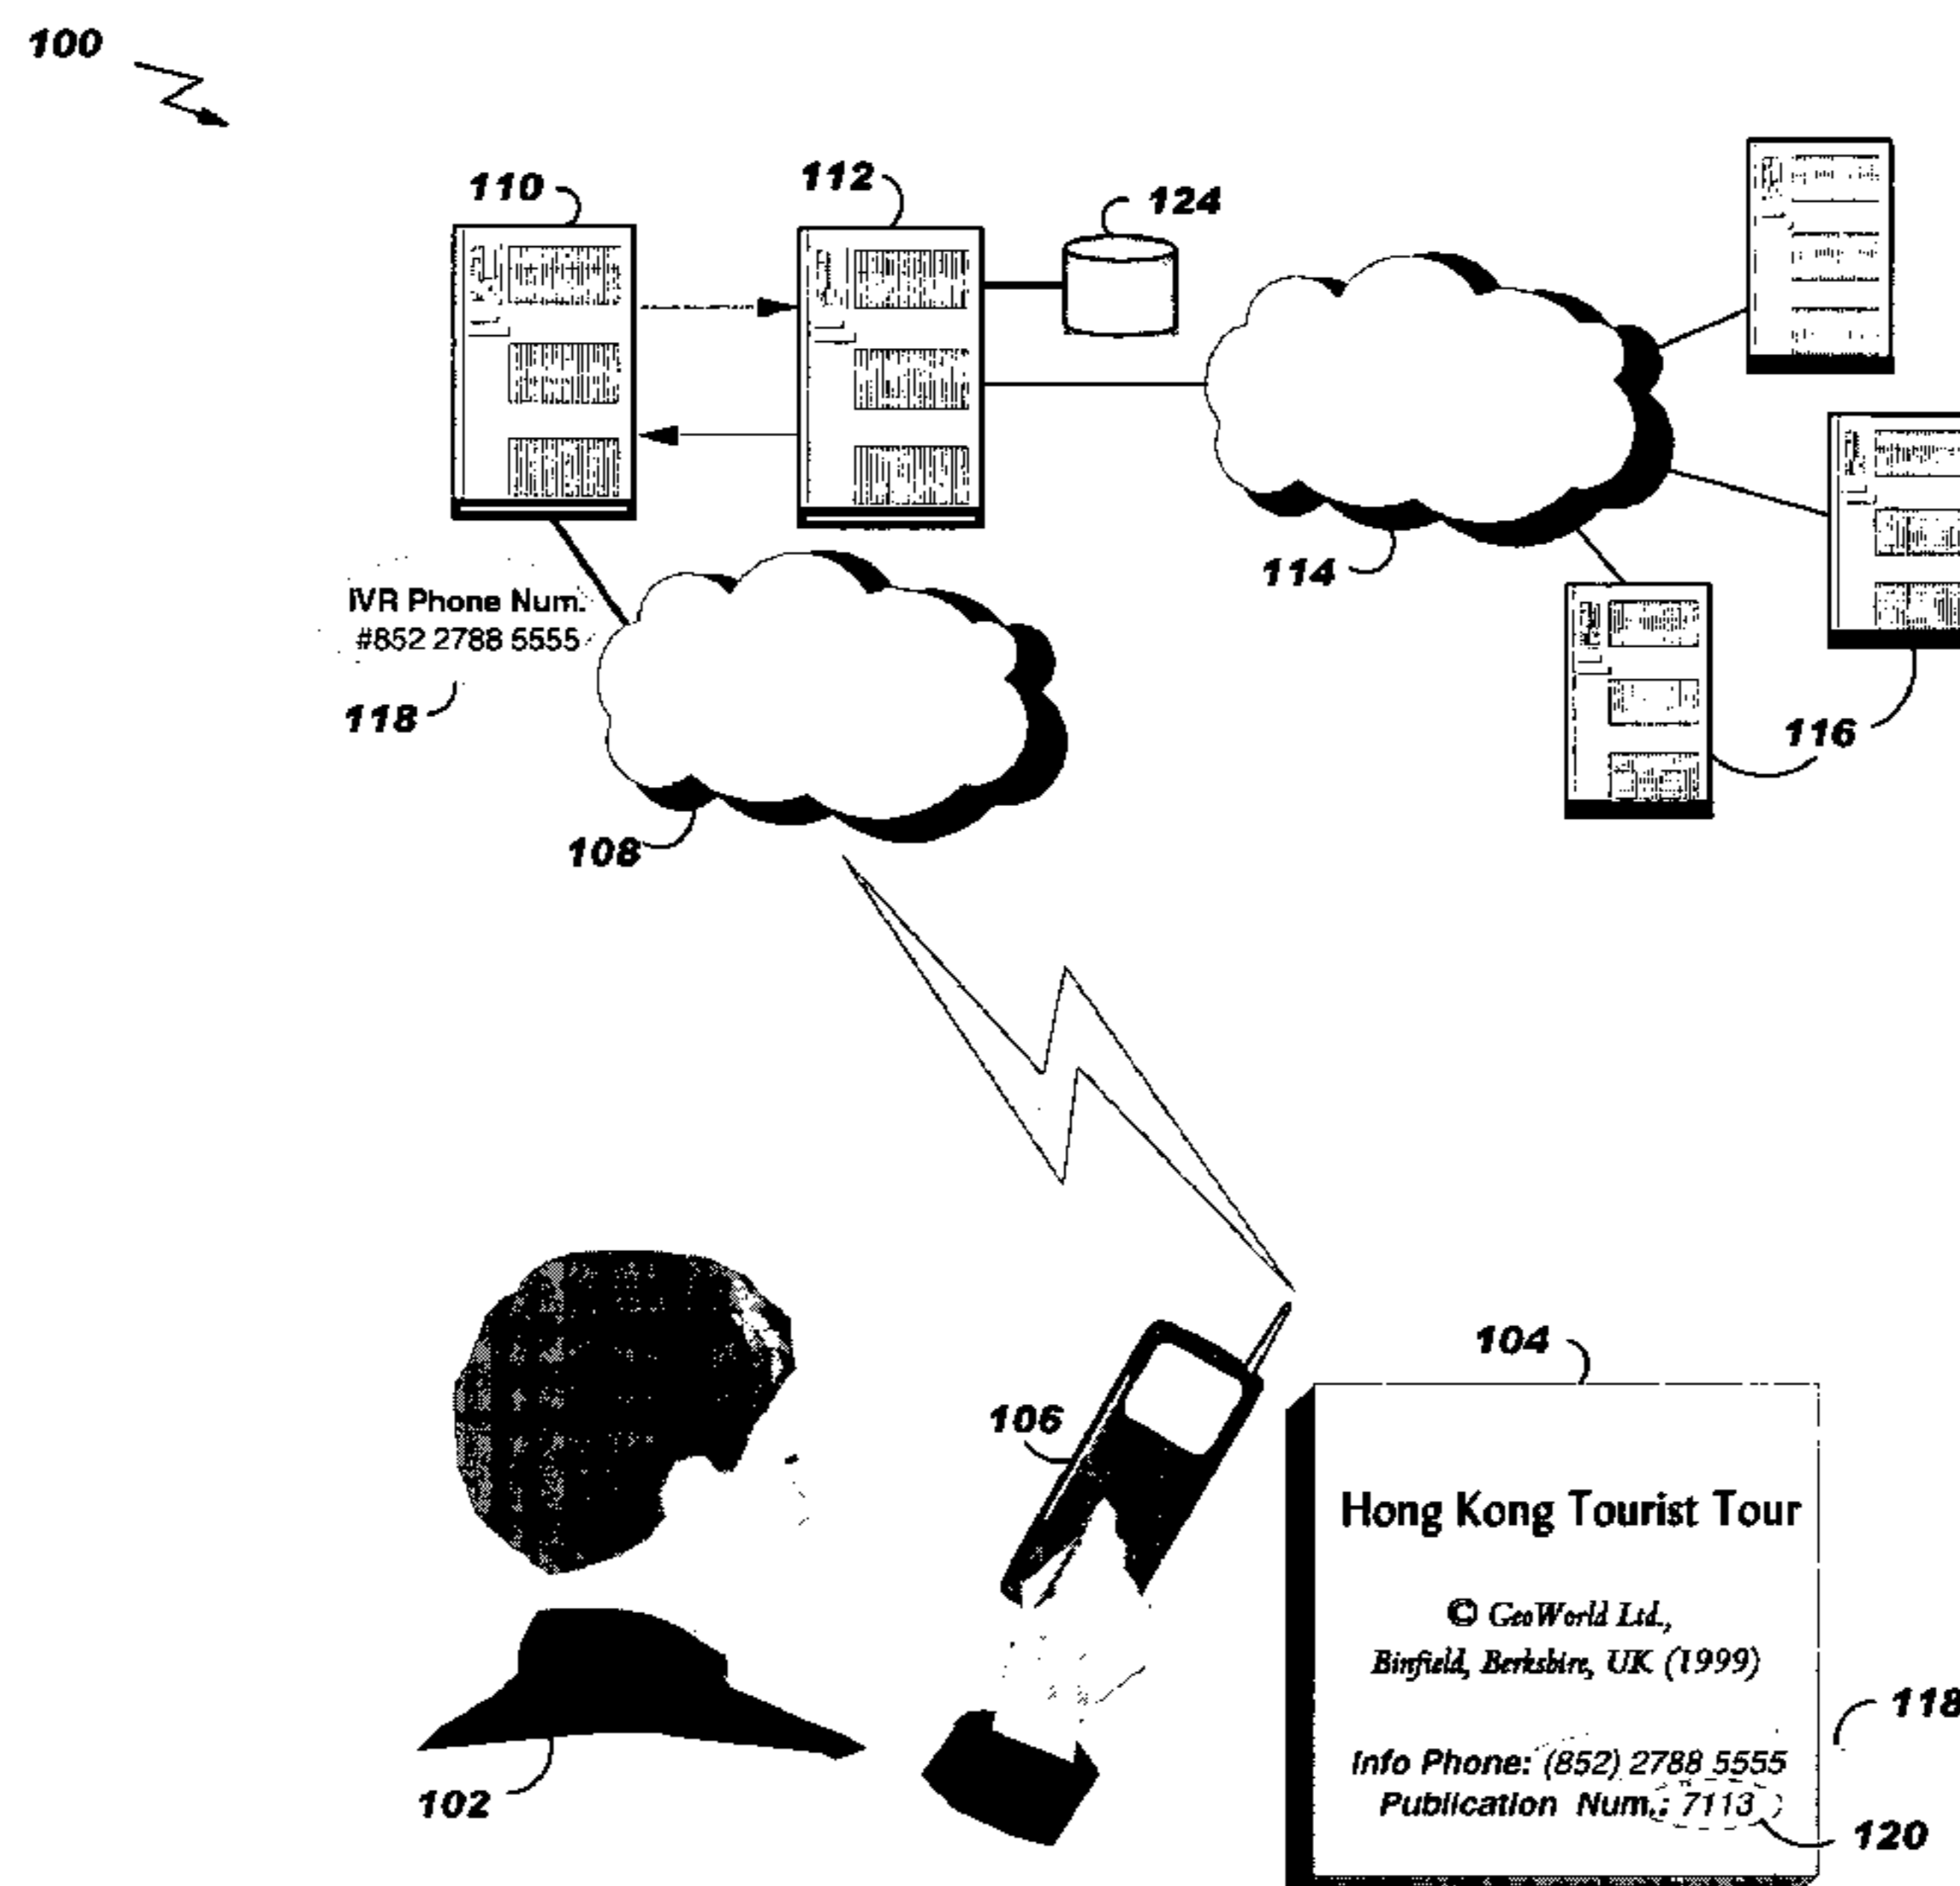 100
110
112
124
114
116
IVR Phone Num.
#852 2788 5555
118
108
106
104
Hong Kong Tourist Tour
© GeoWorld Ltd.,
Binfield, Berkshire, UK (1999)
118
Info Phone: (852) 2788 5555
Publication Num.: 7113
120
102